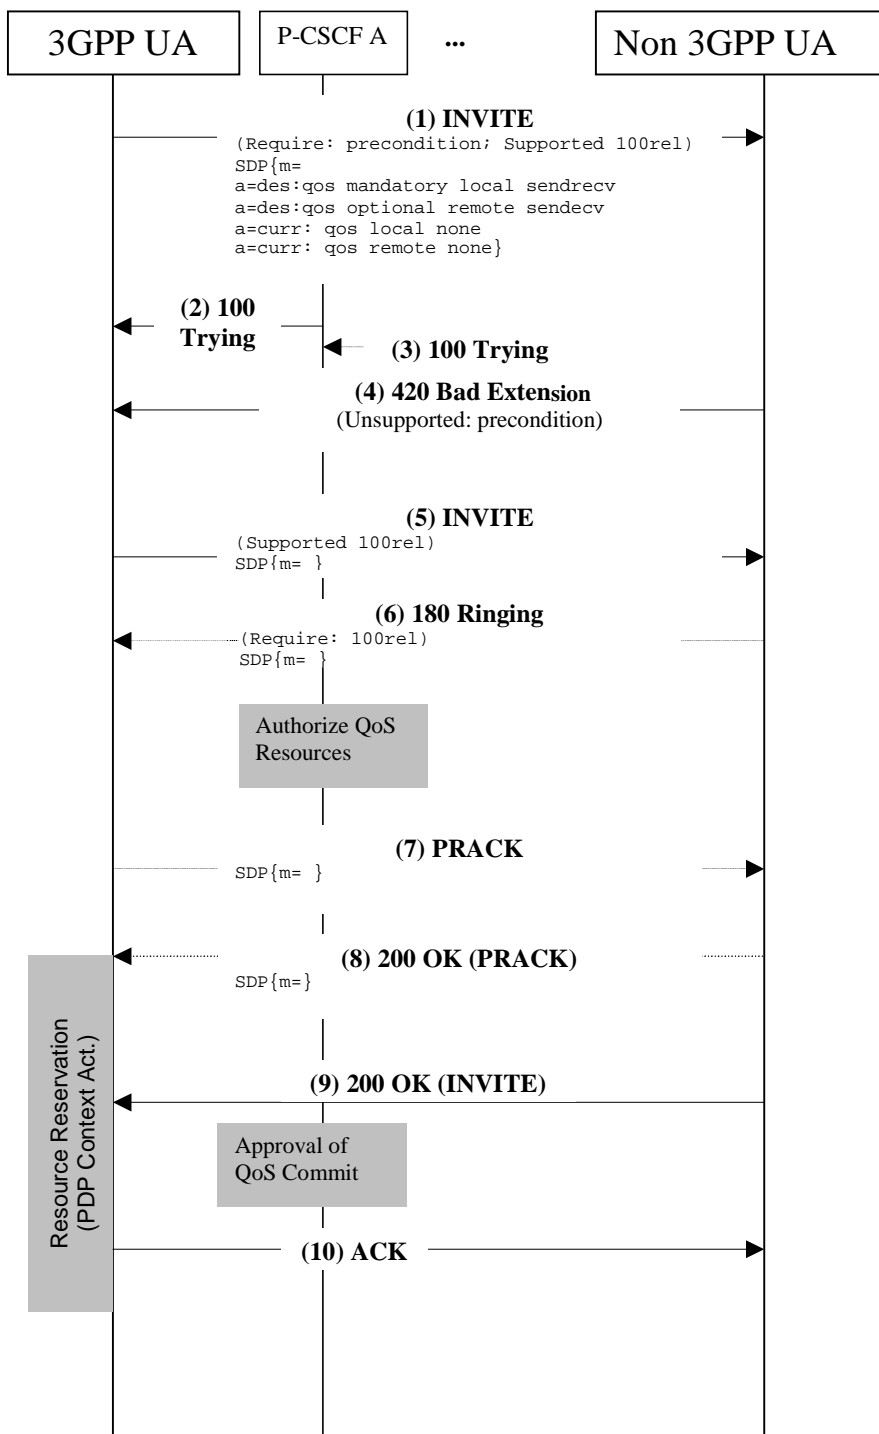 3GPP UA
P-CSCF A
...
Non 3GPP UA
(1) INVITE
(Require: precondition; Supported 100rel)
SDP{m=
a=des:qos mandatory local sendrecv
a=des:qos optional remote sendecv
a=curr: qos local none
a=curr: qos remote none}
(2) 100
Trying
(3) 100 Trying
(4) 420 Bad Extension
(Unsupported: precondition)
(5) INVITE
(Supported 100rel)
SDP{m= }
(6) 180 Ringing
(Require: 100rel)
SDP{m= }
Authorize QoS
Resources
(7) PRACK
SDP{m= }
(8) 200 OK (PRACK)
SDP{m=}
Resource Reservation
(PDP Context Act.)
(9) 200 OK (INVITE)
Approval of
QoS Commit
(10) ACK